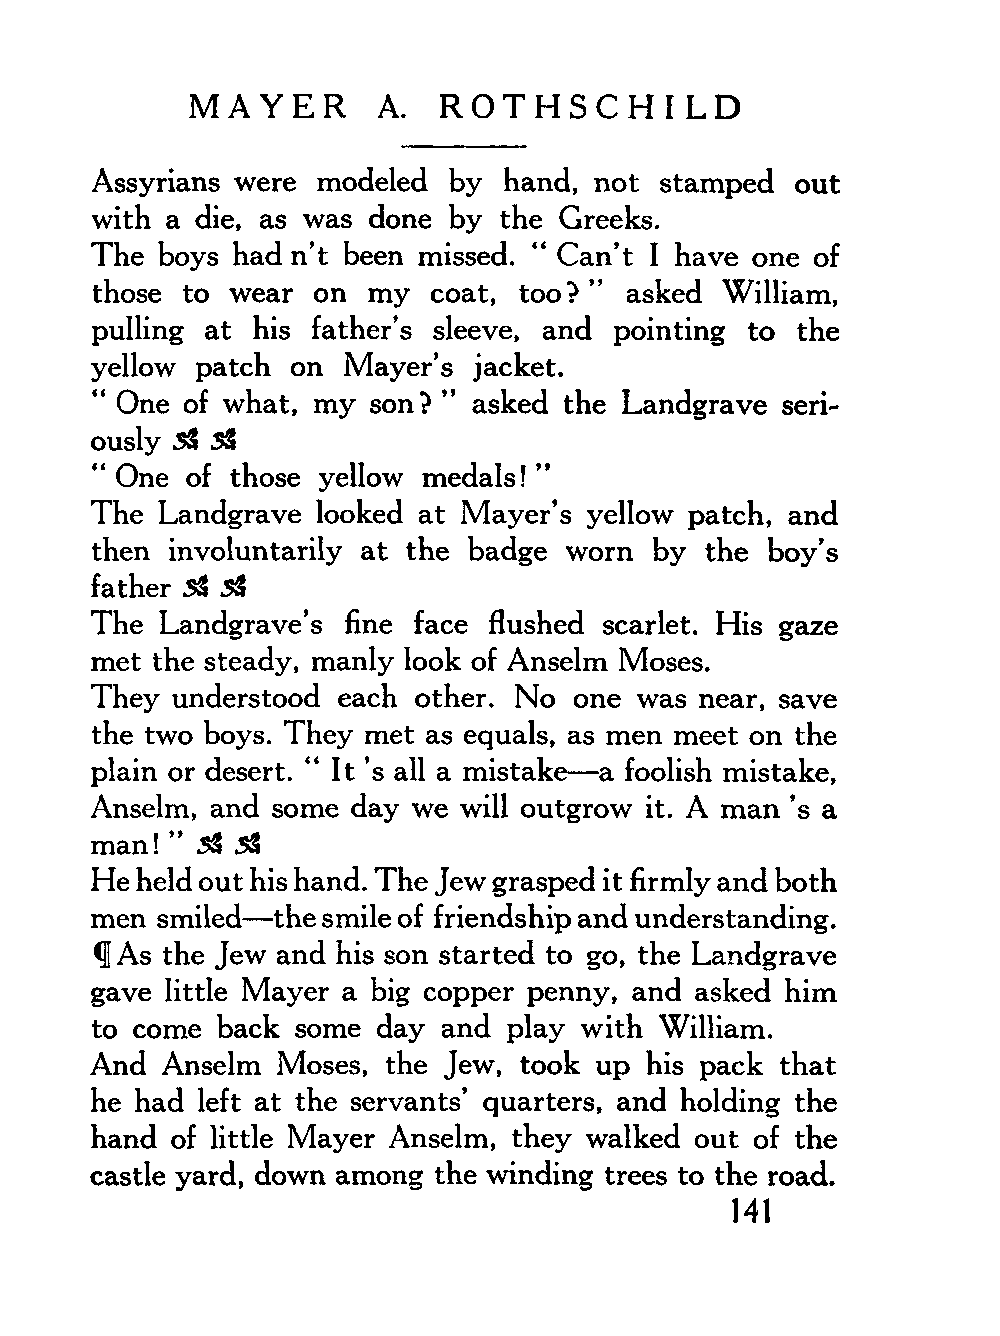 MAYER A. ROTHSCHILD
Assyrians were modeled by hand, not stamped out
with a die, as was done by the Greeks.
The boys had n't been missed. " Can't I have one of
those to wear on my coat, too? " asked William,
pulling at his father's sleeve, and pointing to the
yellow patch on Mayer's jacket.
" One of what, my son? " asked the Landgrave seri-
ously
" One of those yellow medals! "
The Landgrave looked at Mayer's yellow patch, and
then involuntarily at the badge worn by the boy's
father
The Landgrave's fine face flushed scarlet. His gaze
met the steady, manly look of Anselm Moses.
They understood each other. No one was near, save
the two boys. They met as equals, as men meet on the
plain or desert. " It 's all a mistake—a foolish mistake,
Anselm, and some day we will outgrow it. A man 's a
man! "
He held out his hand. The Jew grasped it firmly and both
men smiled—the smile of friendship and understanding.
¶ As the Jew and his son started to go, the Landgrave
gave little Mayer a big copper penny, and asked him
to come back some day and play with William.
And Anselm Moses, the Jew, took up his pack that
he had left at the servants' quarters, and holding the
hand of little Mayer Anselm, they walked out of the
castle yard, down among the winding trees to the road.
141